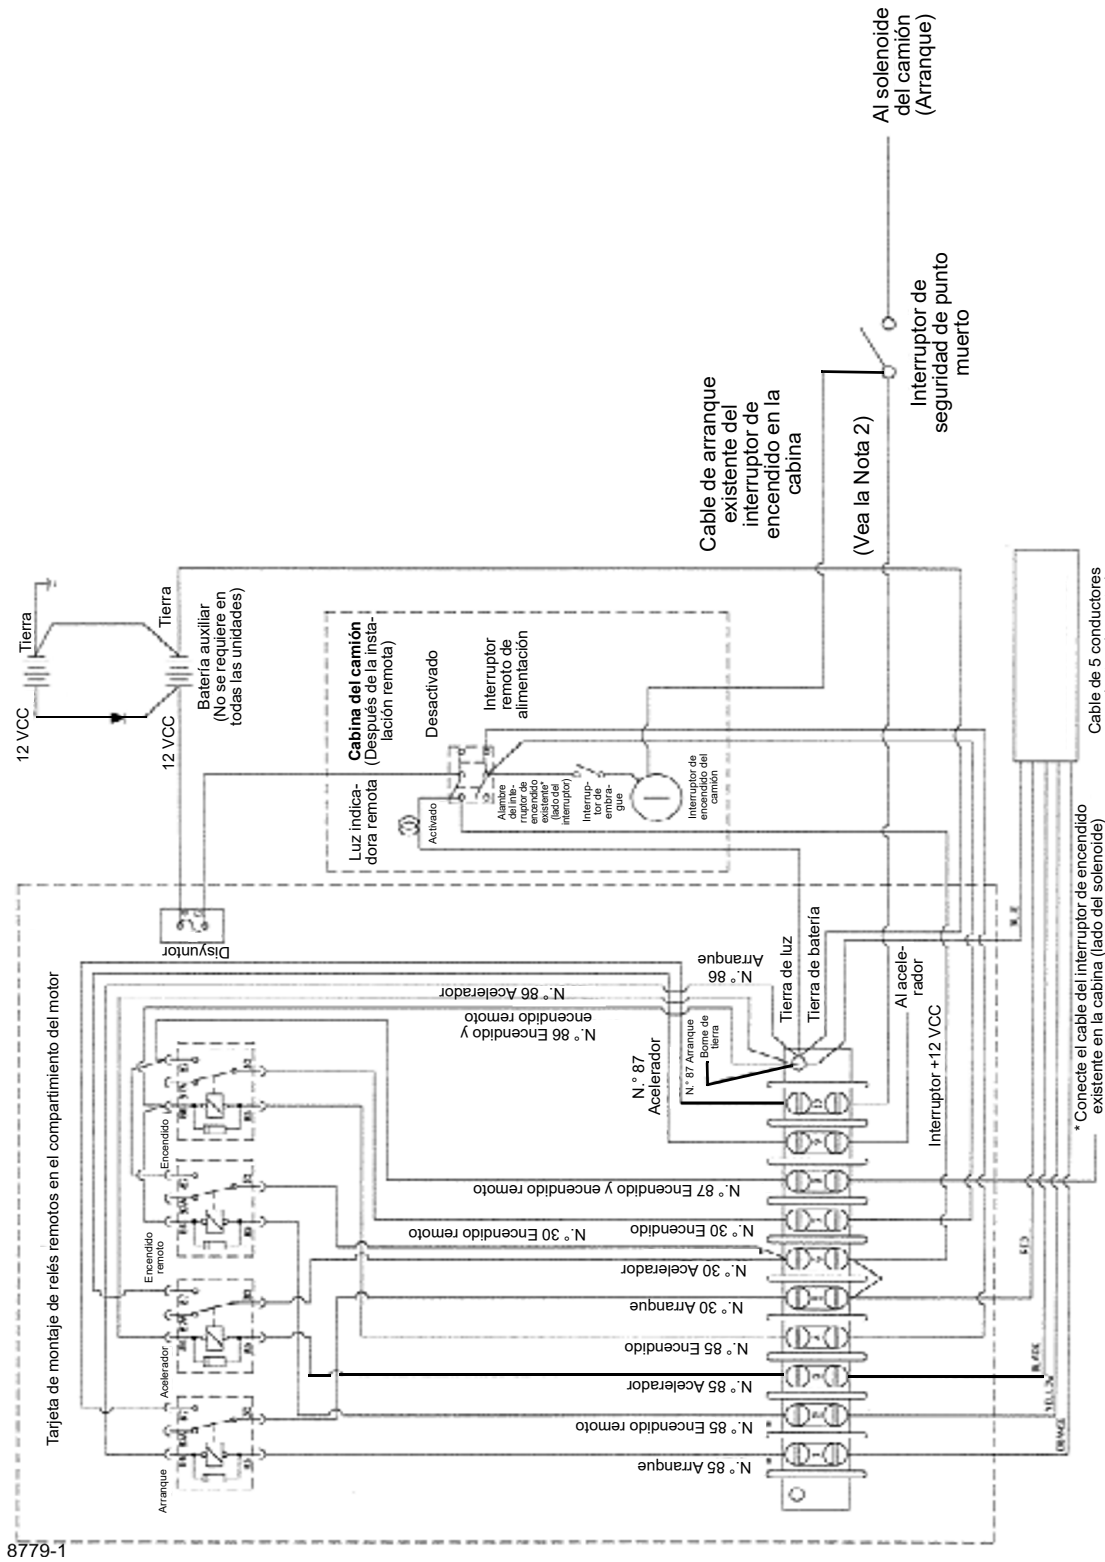 Al solenoide
del camión
(Arranque)
Interruptor de
seguridad de punto
muerto
Cable de arranque
existente del
interruptor de
encendido en la
cabina
(Vea la Nota 2)
Cable de 5 conductores
12 VCC
Tierra
12 VCC
Tierra
Batería auxiliar
(No se requiere en
todas las unidades)
Cabina del camión
(Después de la insta-
lación remota)
Luz indica-
dora remota
Desactivado
Activado
Interruptor
remoto de
alimentación
Alambre
del inte-
rruptor de
encendido
existente*
(lado del
interruptor)
Interrup-
tor de
embra-
gue
Interruptor de
encendido del
camión
Disyuntor
Tarjeta de montaje de relés remotos en el compartimiento del motor
Encendido
Encendido
remoto
Acelerador
Arranque
N.° 86
Arranque
N.° 86 Acelerador
N.° 86 Encendido y
encendido remoto
N.° 87
Acelerador
N.° 87 Arranque
Borne de
tierra
Tierra de luz
Tierra de batería
Al acele-
rador
Interruptor +12 VCC
N.° 87 Encendido y encendido remoto
N.° 30 Encendido
N.° 30 Encendido remoto
N.° 30 Acelerador
N.° 30 Arranque
N.° 85 Encendido
N.° 85 Acelerador
N.° 85 Encendido remoto
N.° 85 Arranque
ORANGE
* Conecte el cable del interruptor de encendido
existente en la cabina (lado del solenoide)
8779-1